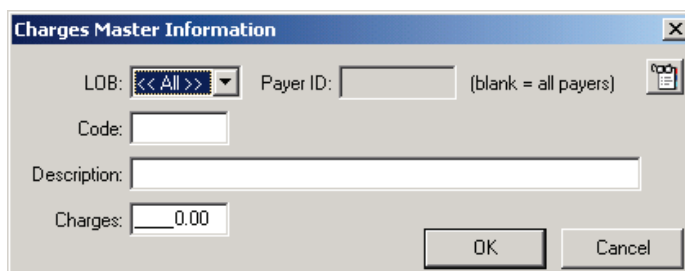 Charges Master Information
LOB: << All >> Payer ID: (blank = all payers)
Code:
Description:
Charges: ____0.00
OK Cancel